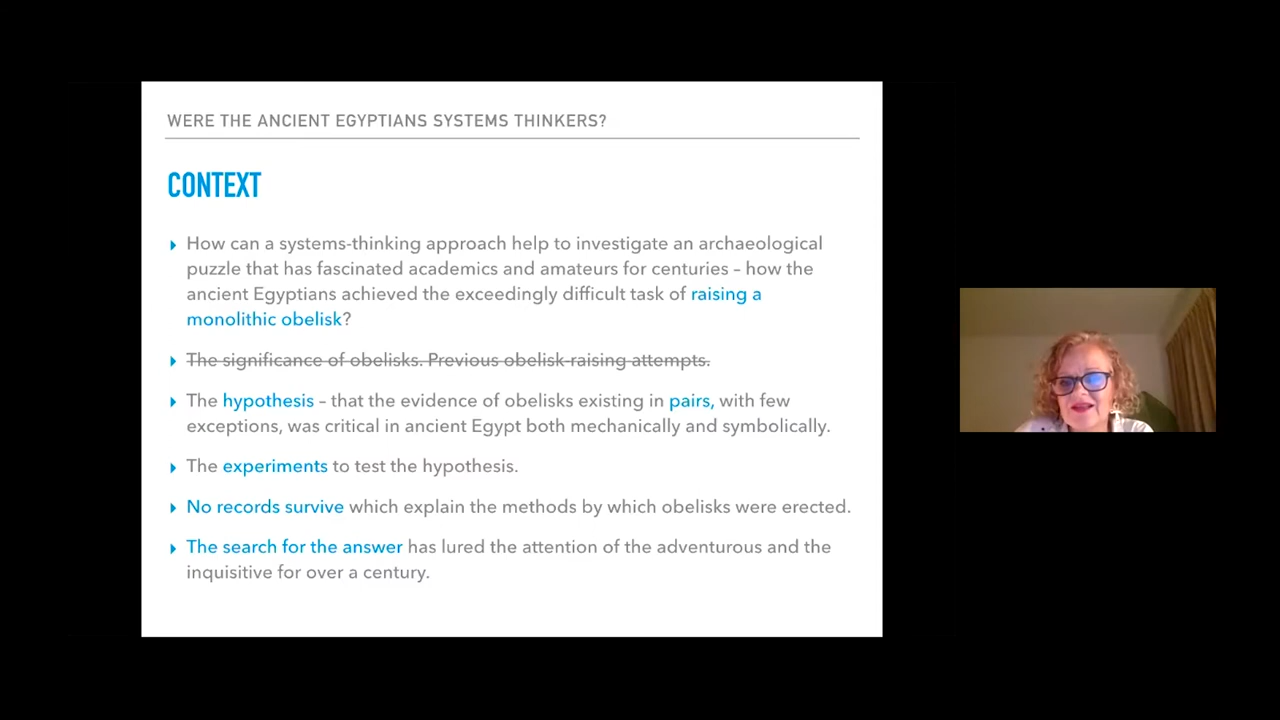 WERE THE ANCIENT EGYPTIANS SYSTEMS THINKERS?
CONTEXT
How can a systems-thinking approach help to investigate an archaeological
puzzle that has fascinated academics and amateurs for centuries – how the
ancient Egyptians achieved the exceedingly difficult task of raising a
monolithic obelisk?
The significance of obelisks. Previous obelisk-raising attempts.
The hypothesis – that the evidence of obelisks existing in pairs, with few
exceptions, was critical in ancient Egypt both mechanically and symbolically.
The experiments to test the hypothesis.
No records survive which explain the methods by which obelisks were erected.
The search for the answer has lured the attention of the adventurous and the
inquisitive for over a century.